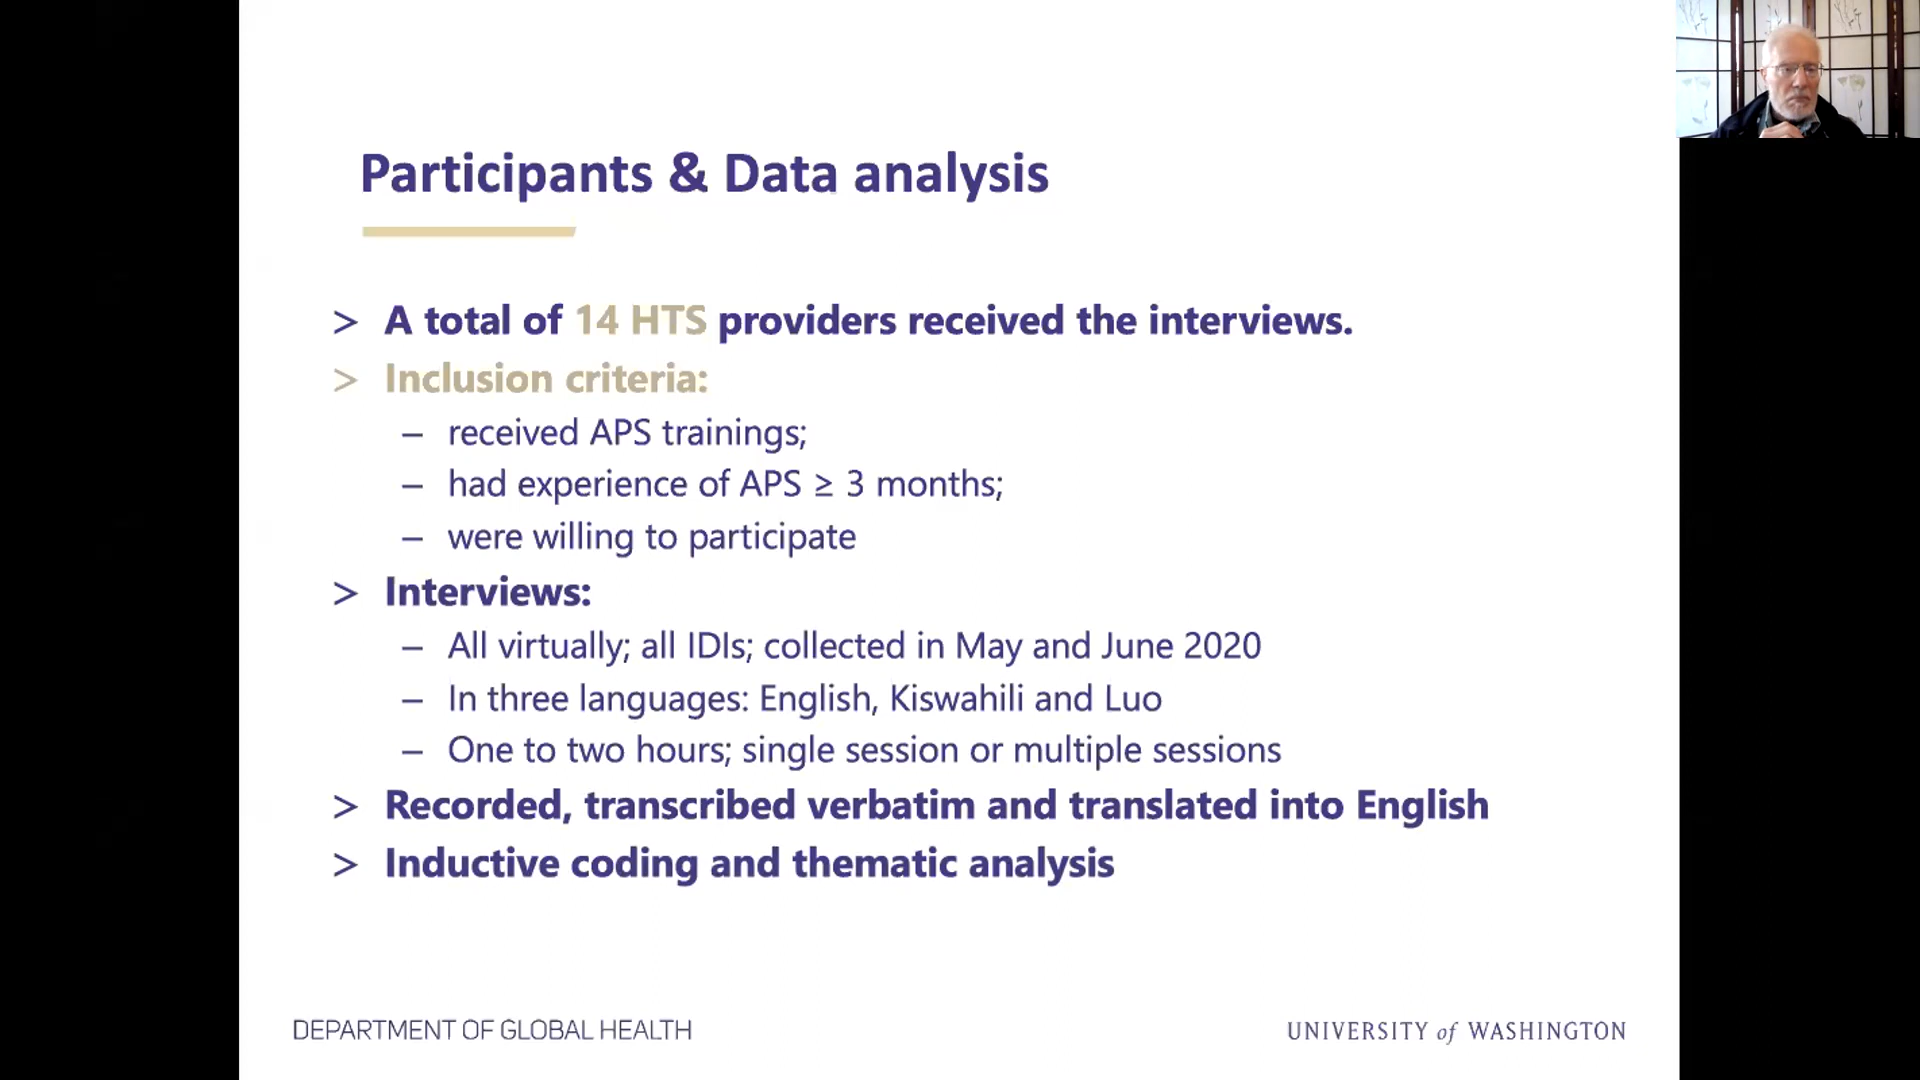 Participants & Data analysis
> A total of 14 HTS providers received the interviews.
> Inclusion criteria:
– received APS trainings;
– had experience of APS ≥ 3 months;
– were willing to participate
> Interviews:
– All virtually; all IDIs; collected in May and June 2020
– In three languages: English, Kiswahili and Luo
– One to two hours; single session or multiple sessions
> Recorded, transcribed verbatim and translated into English
> Inductive coding and thematic analysis
DEPARTMENT OF GLOBAL HEALTH
UNIVERSITY of WASHINGTON